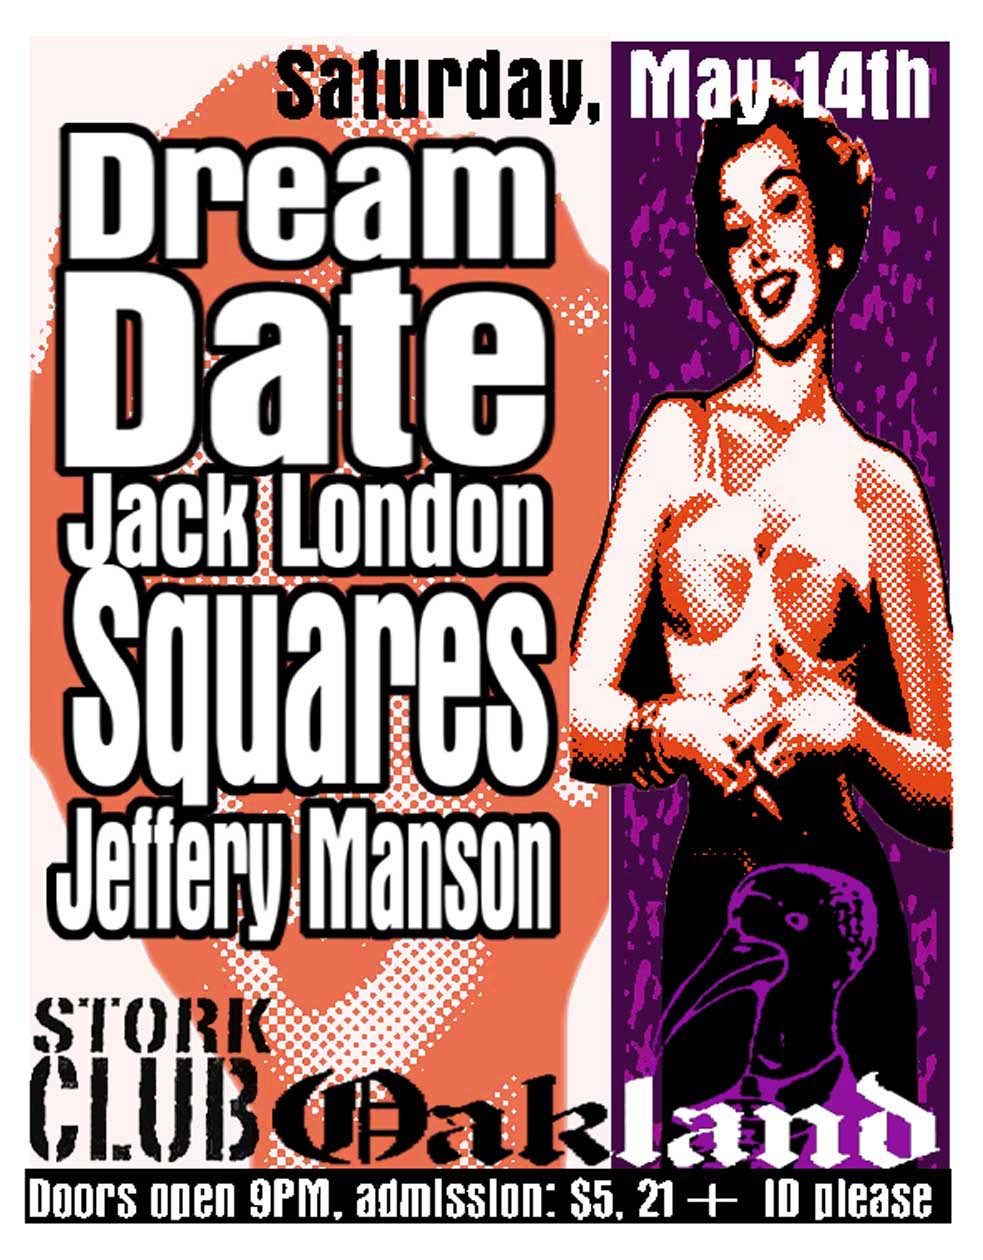 Saturday, May 14th
Dream
Date
Jack London
Squares
Jeffery Manson
STORK
CLUB
Oakland
Doors open 9PM, admission: $5, 21 + ID please